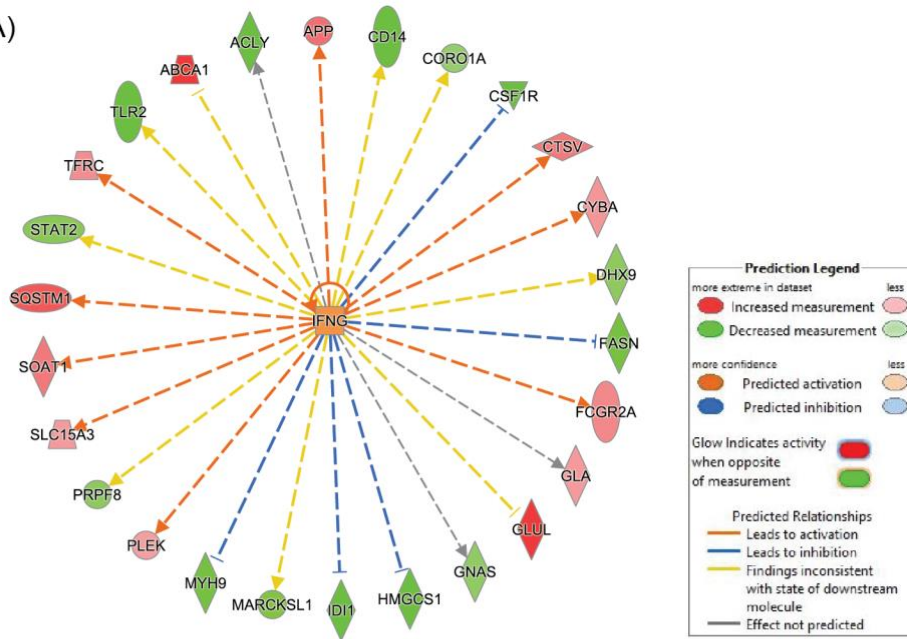 A)
APP
CD14
ACLY
CORO1A
ABCA1
CSF1R
TLR2
CTSV
TFRC
CYBA
STAT2
DHX9
SQSTM1
IFNG
FASN
SOAT1
FCGR2A
SLC15A3
GLA
PRPF8
GLUL
PLEK
GNAS
MYH9
HMGCS1
MARCKSL1
IDI1
Prediction Legend
more extreme in dataset less
Increased measurement
Decreased measurement
more confidence less
Predicted activation
Predicted inhibition
Glow Indicates activity
when opposite
of measurement
Predicted Relationships
Leads to activation
Leads to inhibition
Findings inconsistent
with state of downstream
molecule
Effect not predicted